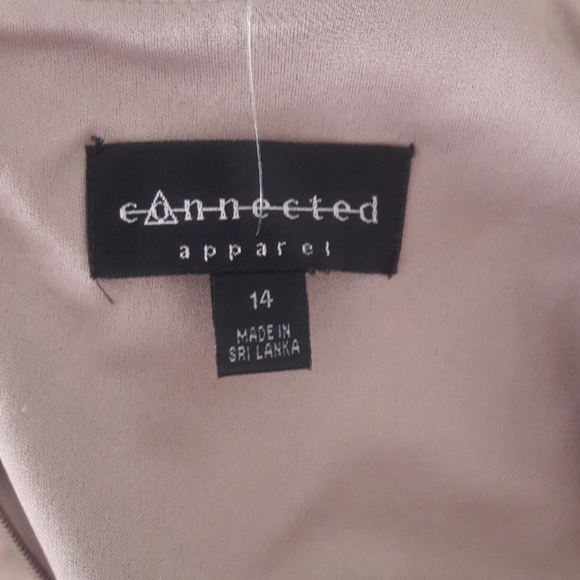 connected
apparel
14
MADE IN
SRI LANKA